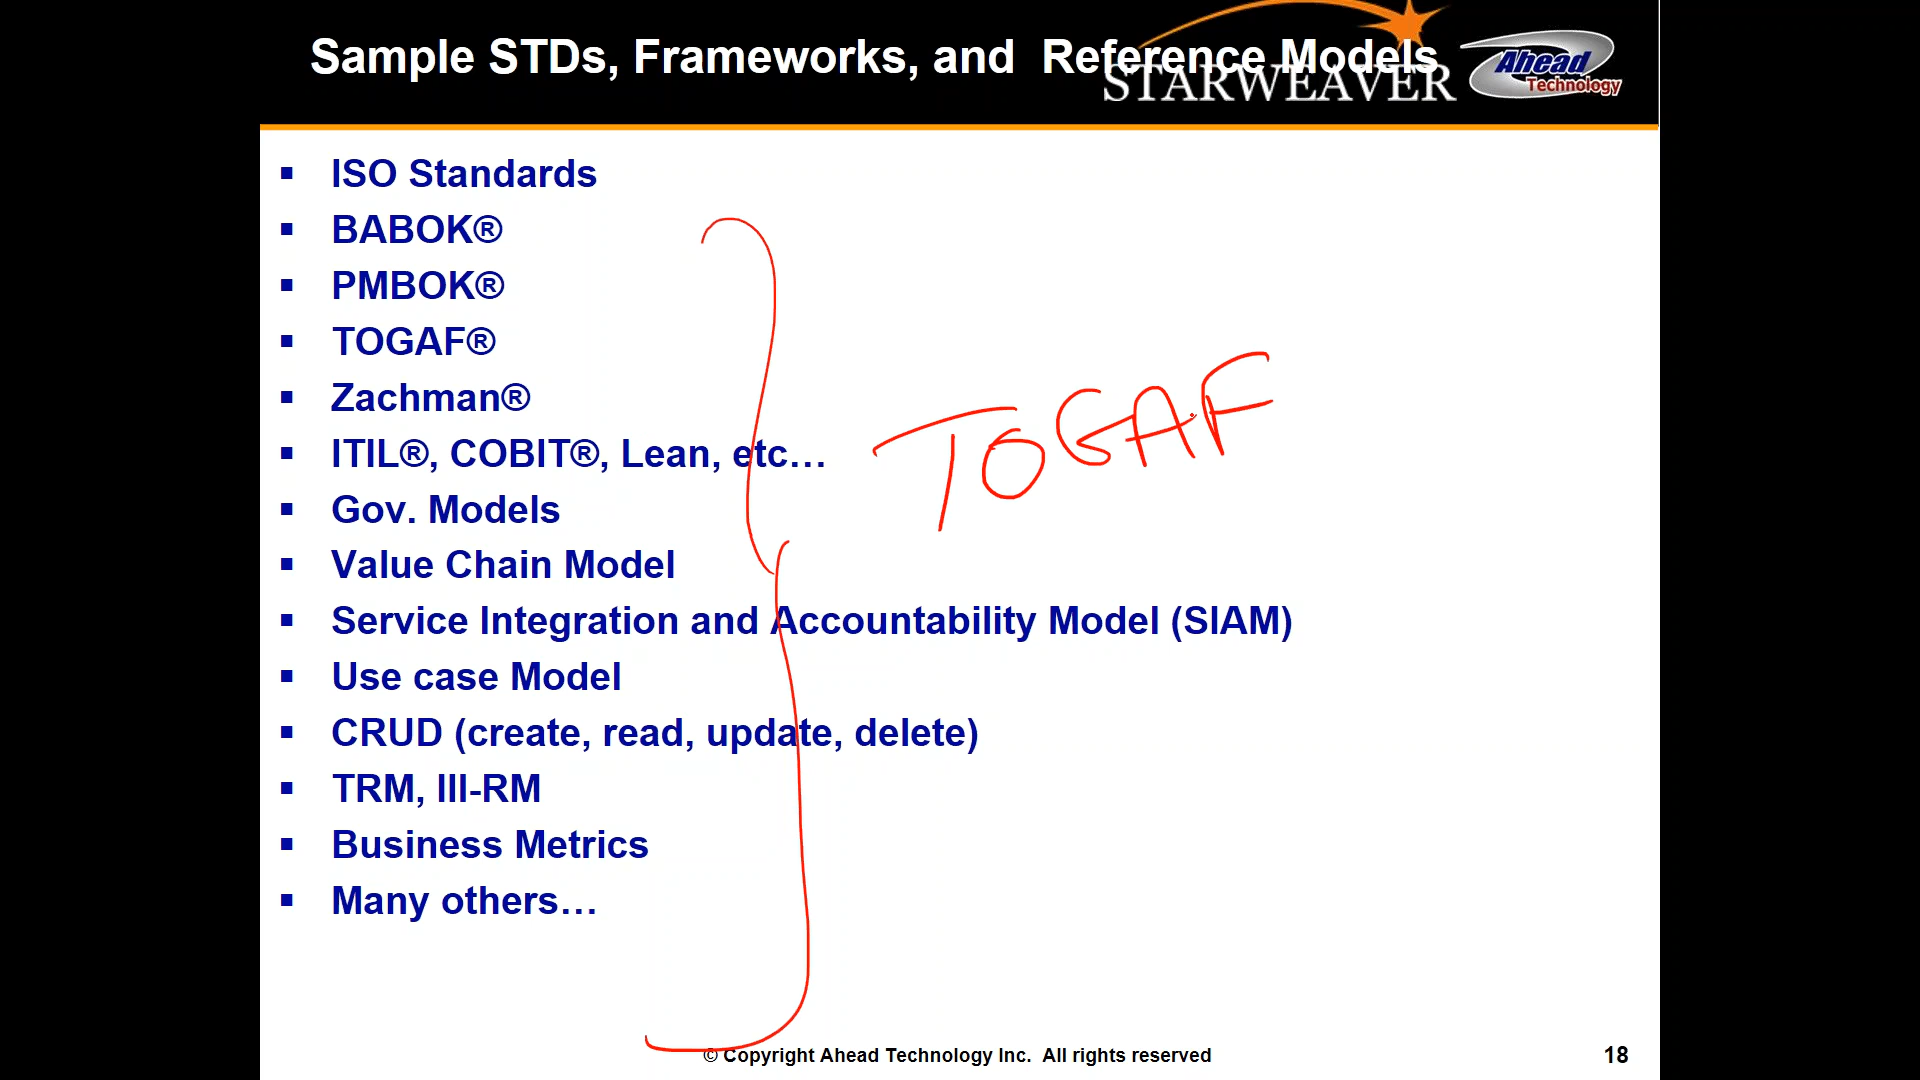 Sample STDs, Frameworks, and Reference Models
STARWEAVER
Ahead
Technology
ISO Standards
BABOK®
PMBOK®
TOGAF®
Zachman®
ITIL®, COBIT®, Lean, etc…
TOGAF
Gov. Models
Value Chain Model
Service Integration and Accountability Model (SIAM)
Use case Model
CRUD (create, read, update, delete)
TRM, III-RM
Business Metrics
Many others…
© Copyright Ahead Technology Inc. All rights reserved
18